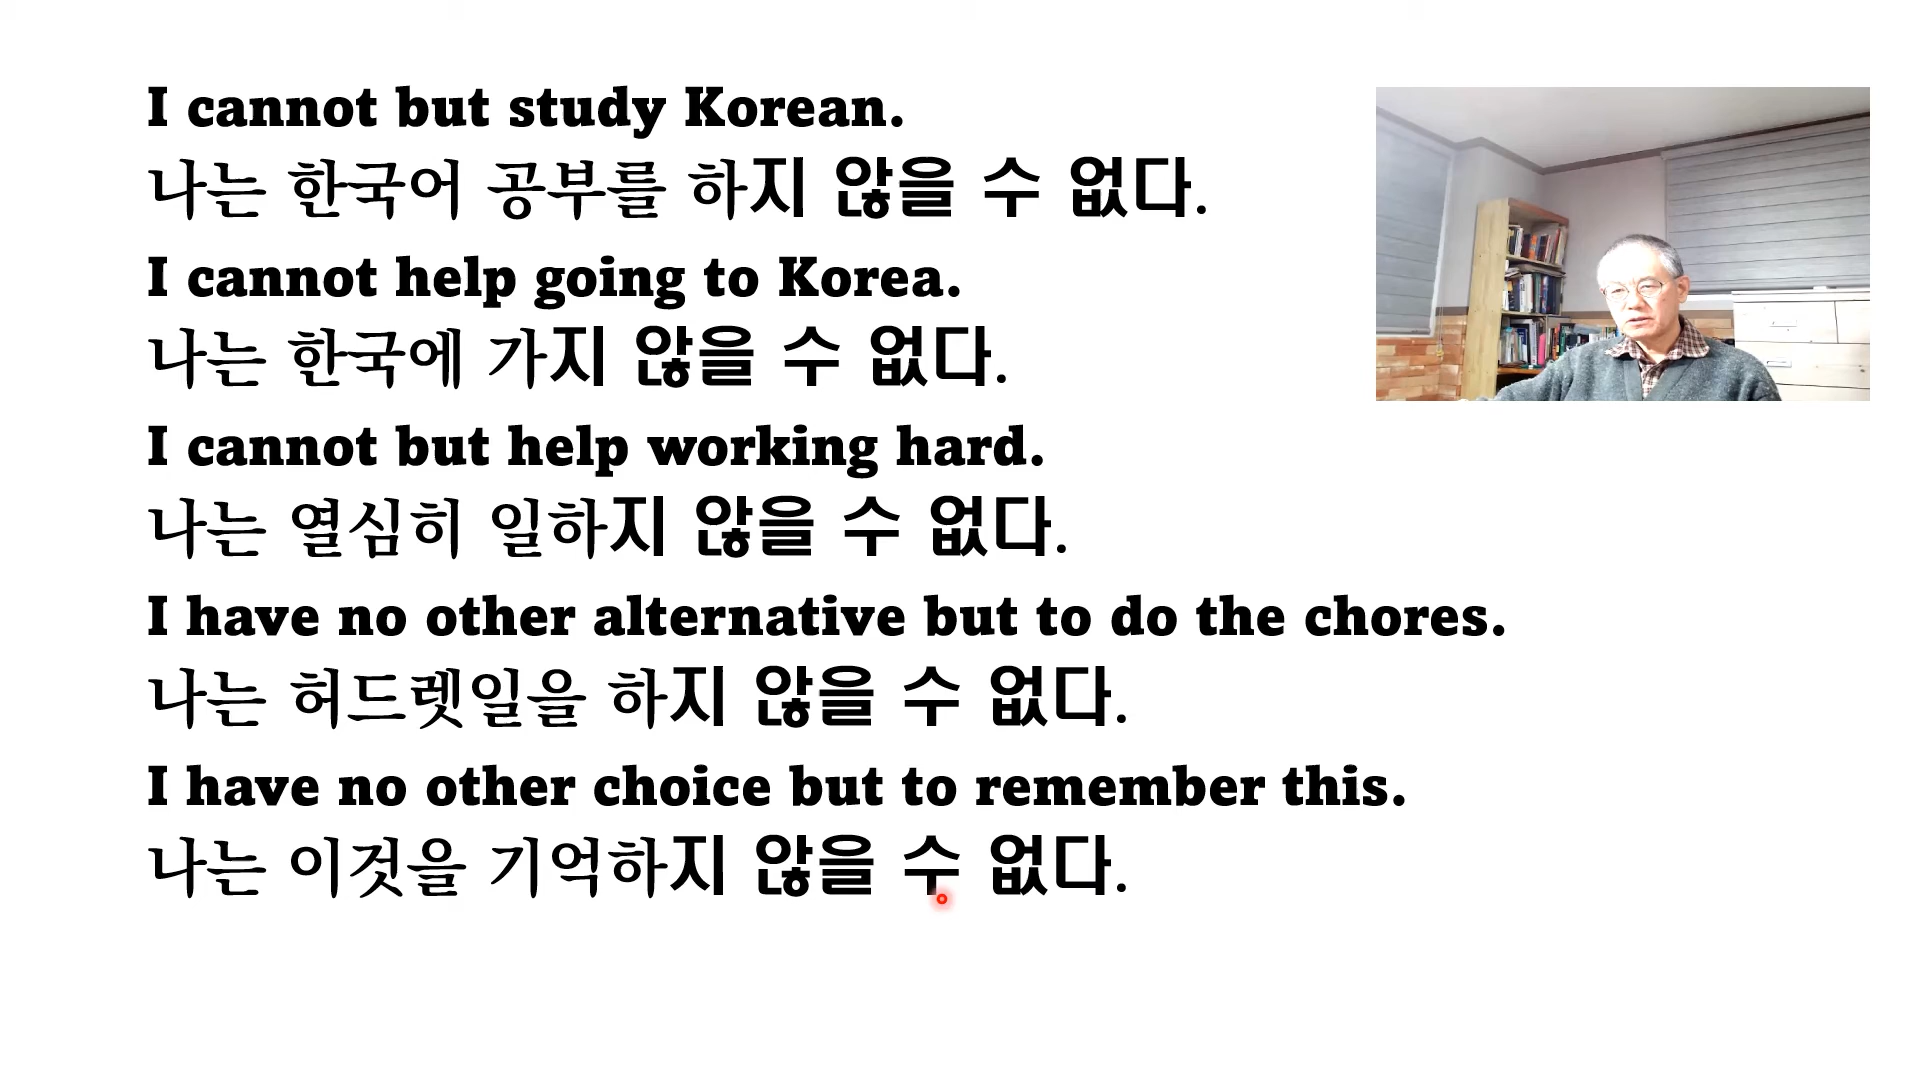 I cannot but study Korean.
나는 한국어 공부를 하지 않을 수 없다.
I cannot help going to Korea.
나는 한국에 가지 않을 수 없다.
I cannot but help working hard.
나는 열심히 일하지 않을 수 없다.
I have no other alternative but to do the chores.
나는 허드렛일을 하지 않을 수 없다.
I have no other choice but to remember this.
나는 이것을 기억하지 않을 수 없다.